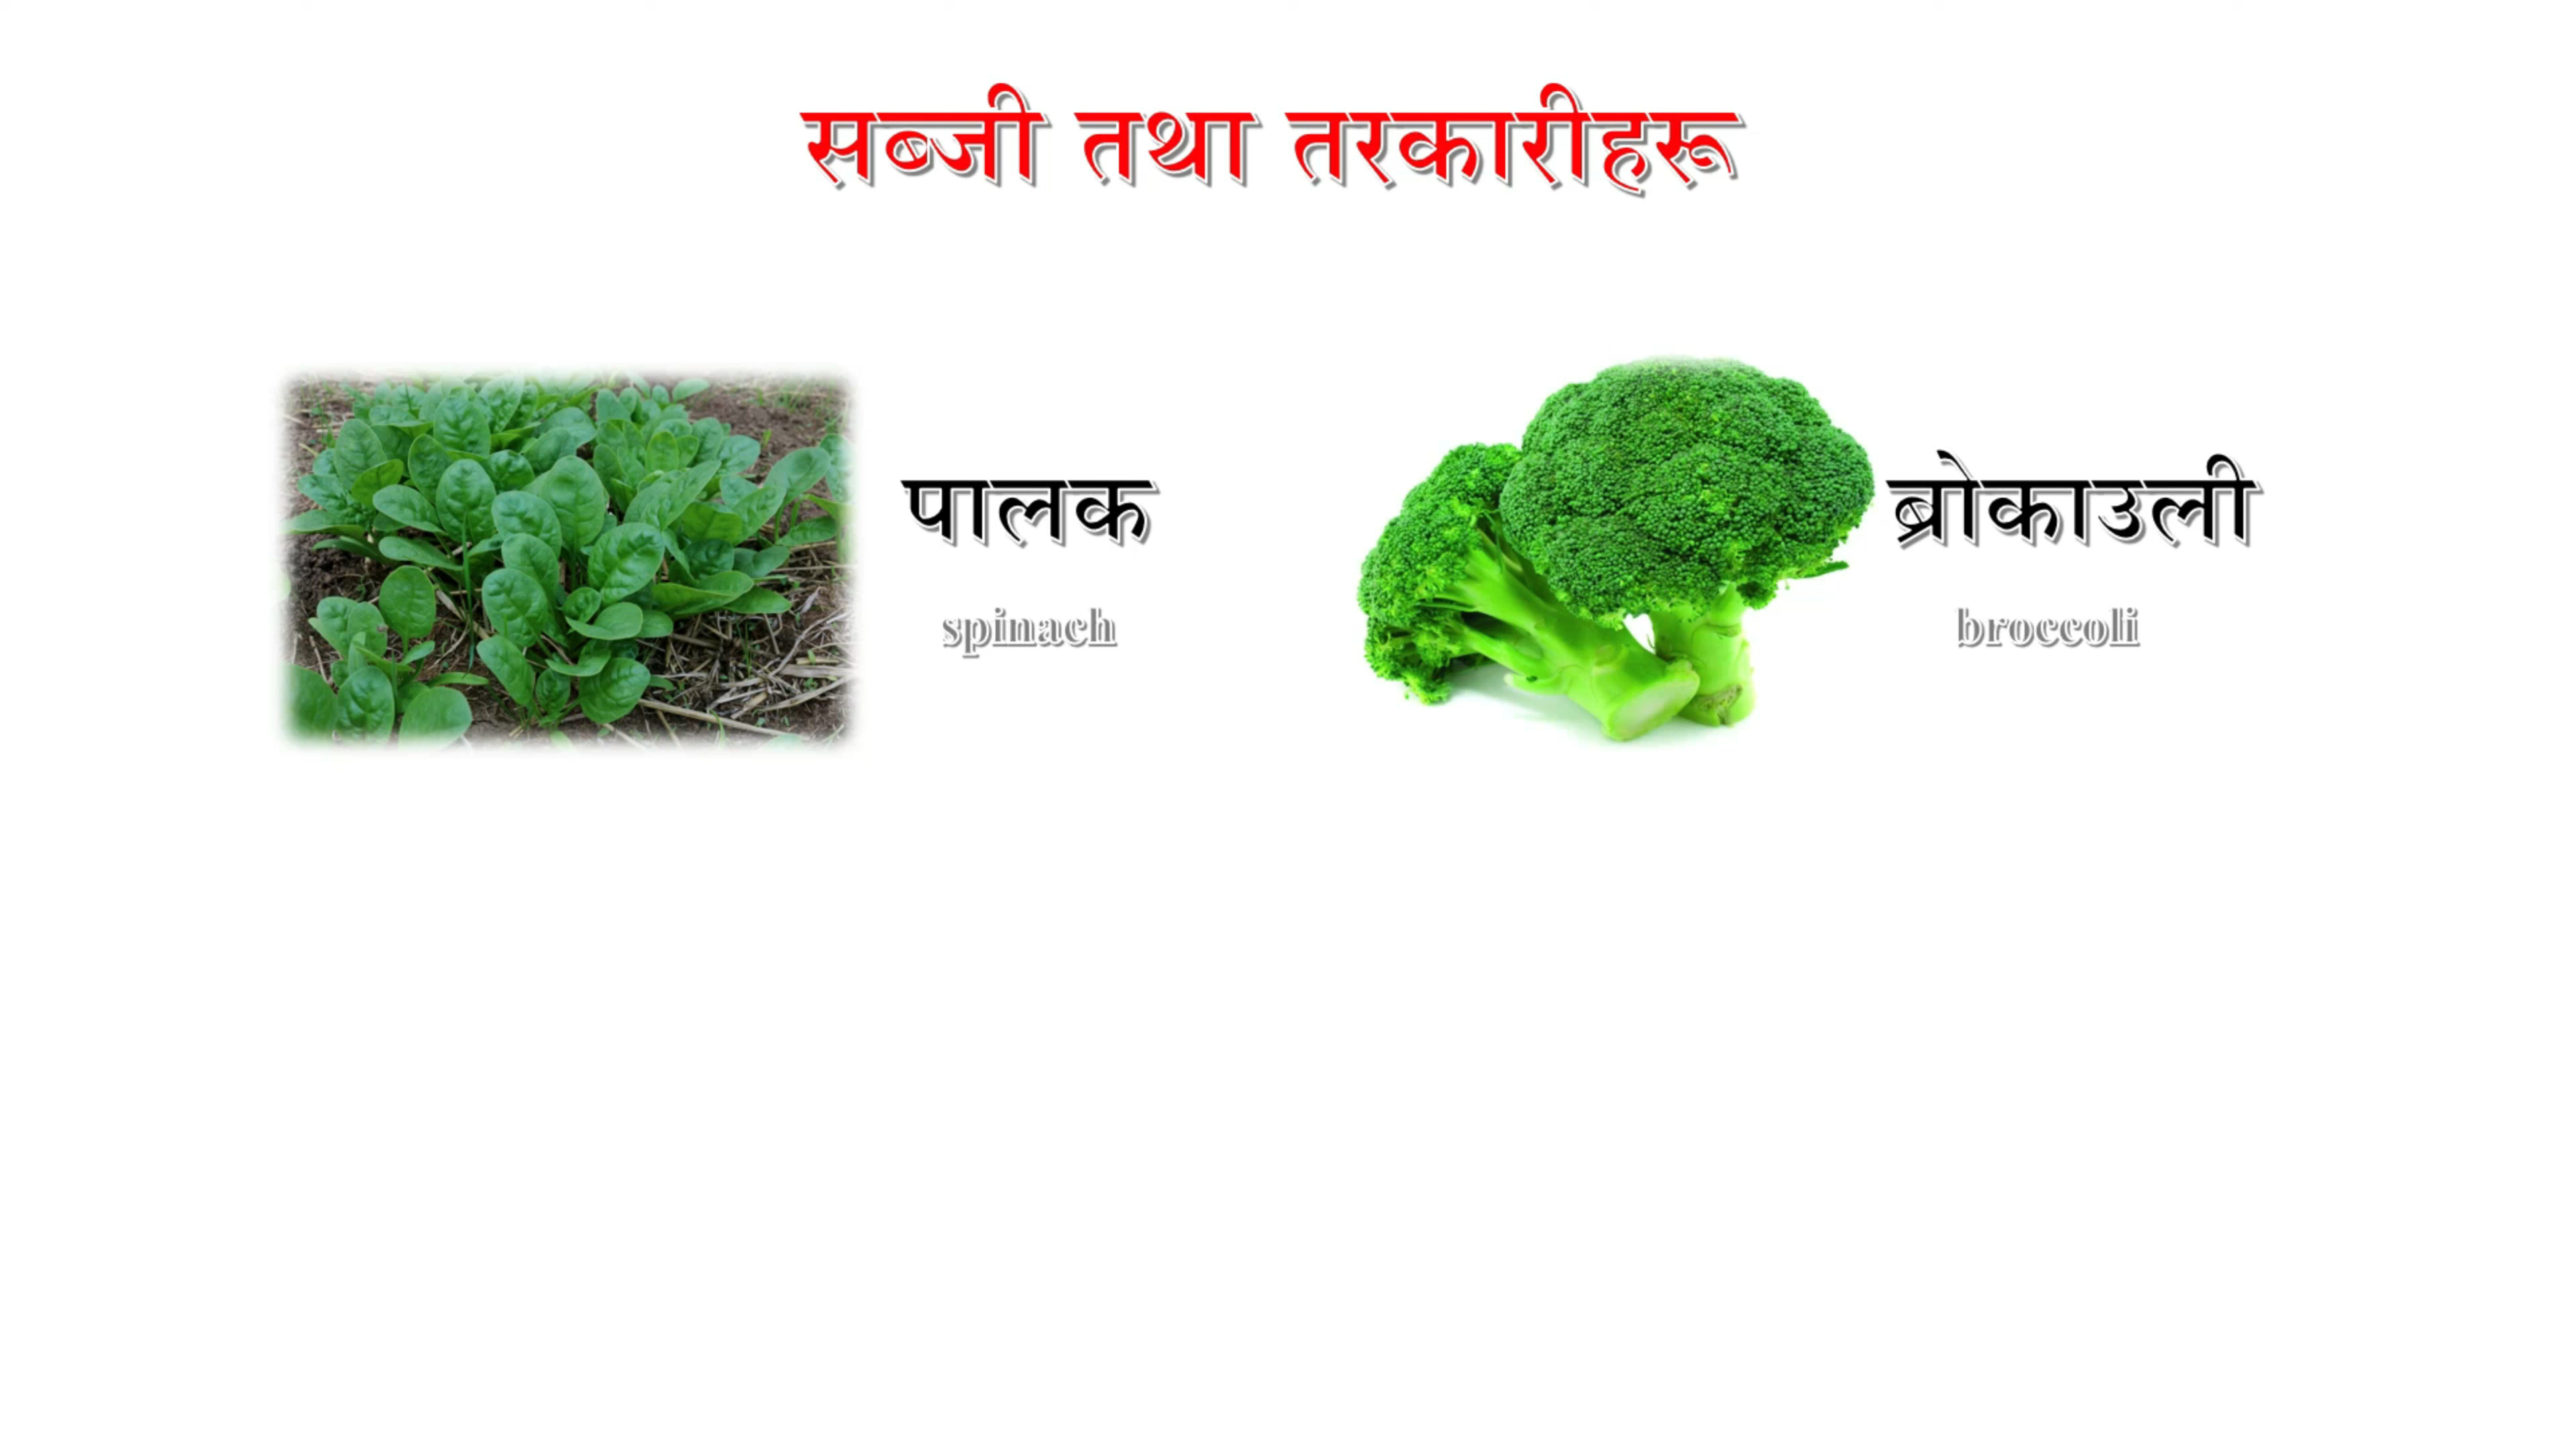 सब्जी तथा तरकारीहरू
पालक
spinach
ब्रोकाउली
broccoli